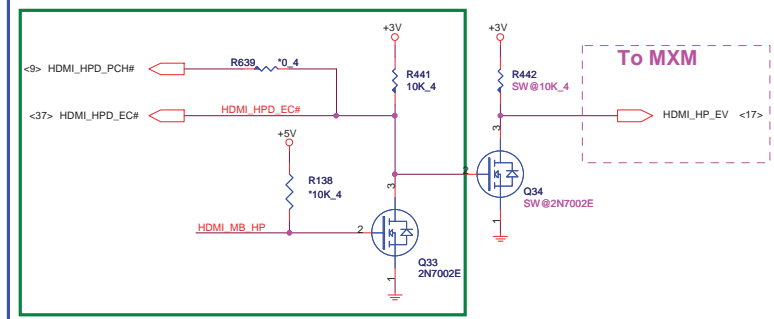 +3V
+3V
To MXM
<9> HDMI_HPD_PCH#
R639
*0_4
R441
10K_4
R442
SW@10K_4
<37> HDMI_HPD_EC#
HDMI_HPD_EC#
HDMI_HP_EV <17>
+5V
3
R138
*10K_4
2
Q34
SW@2N7002E
3
1
HDMI_MB_HP
2
Q33
2N7002E
1